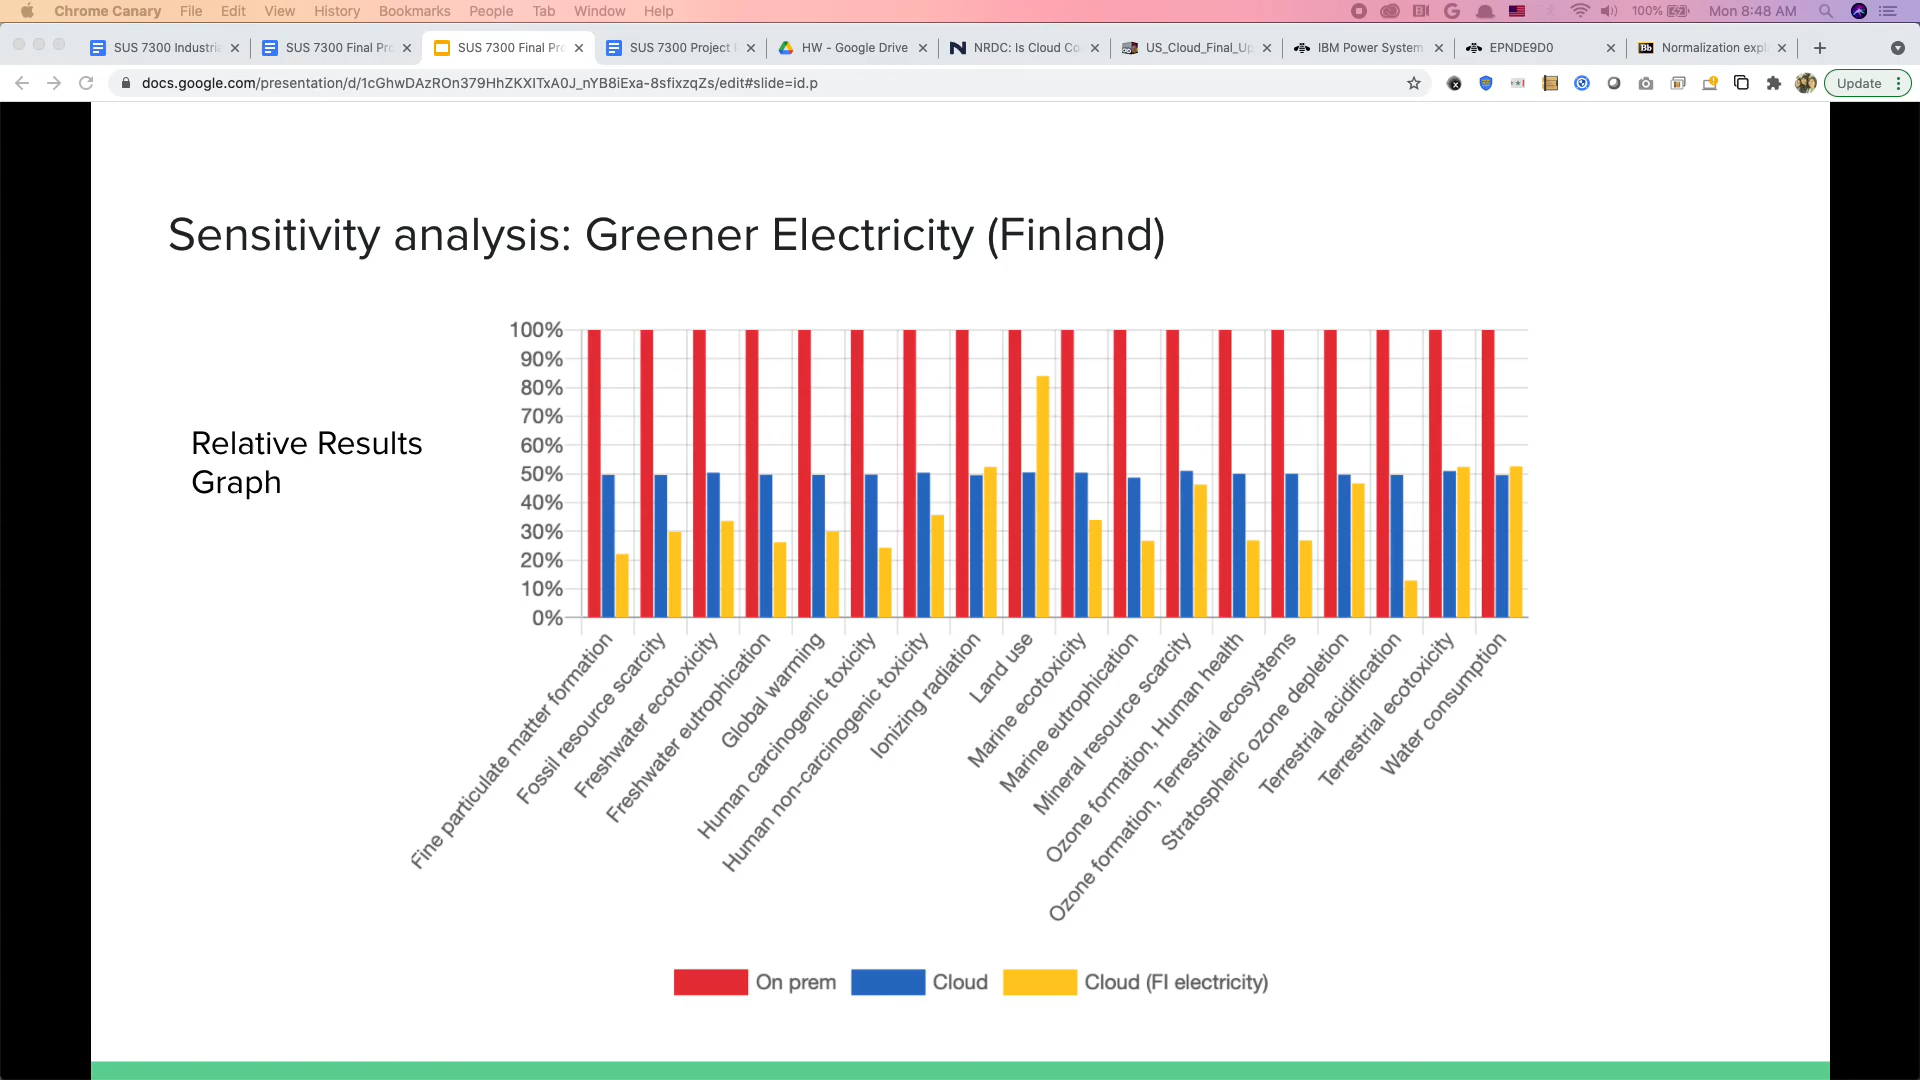 Chrome Canary File Edit View History Bookmarks People Tab Window Help 100% Mon 8:48 AM
SUS 7300 Industria SUS 7300 Final Pro SUS 7300 Final Pro SUS 7300 Project HW - Google Drive NRDC: Is Cloud Co US_Cloud_Final_Up IBM Power System EPNDE9D0 Normalization expl
docs.google.com/presentation/d/1cGhwDAzROn379HhZKXITxA0J_nYB8iExa-8sfixzqZs/edit#slide=id.p Update
Sensitivity analysis: Greener Electricity (Finland)
Relative Results
Graph
100%
90%
80%
70%
60%
50%
40%
30%
20%
10%
0%
Fine particulate matter formation
Fossil resource scarcity
Freshwater ecotoxicity
Freshwater eutrophication
Global warming
Human carcinogenic toxicity
Human non-carcinogenic toxicity
Ionizing radiation
Land use
Marine ecotoxicity
Marine eutrophication
Mineral resource scarcity
Ozone formation, Human health
Ozone formation, Terrestrial ecosystems
Stratospheric ozone depletion
Terrestrial acidification
Terrestrial ecotoxicity
Water consumption
On prem Cloud Cloud (FI electricity)